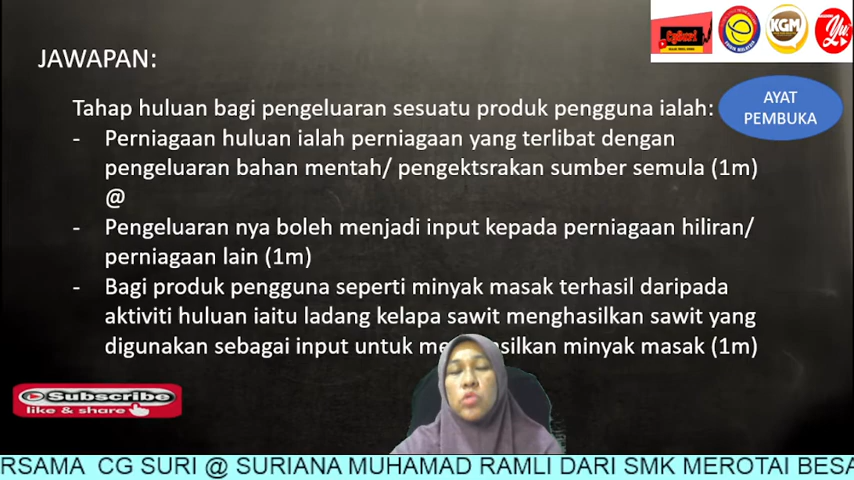 CgSuri
KGM
Yu.
JAWAPAN:
AYAT
PEMBUKA
Tahap huluan bagi pengeluaran sesuatu produk pengguna ialah:
- Perniagaan huluan ialah perniagaan yang terlibat dengan
pengeluaran bahan mentah/ pengektsrakan sumber semula (1m)
@
- Pengeluaran nya boleh menjadi input kepada perniagaan hiliran/
perniagaan lain (1m)
- Bagi produk pengguna seperti minyak masak terhasil daripada
aktiviti huluan iaitu ladang kelapa sawit menghasilkan sawit yang
digunakan sebagai input untuk silkan minyak masak (1m)
Subscribe
like & share
RSAMA CG SURI @ SURIANA MUHAMAD RAMLI DARI SMK MEROTAI BESA